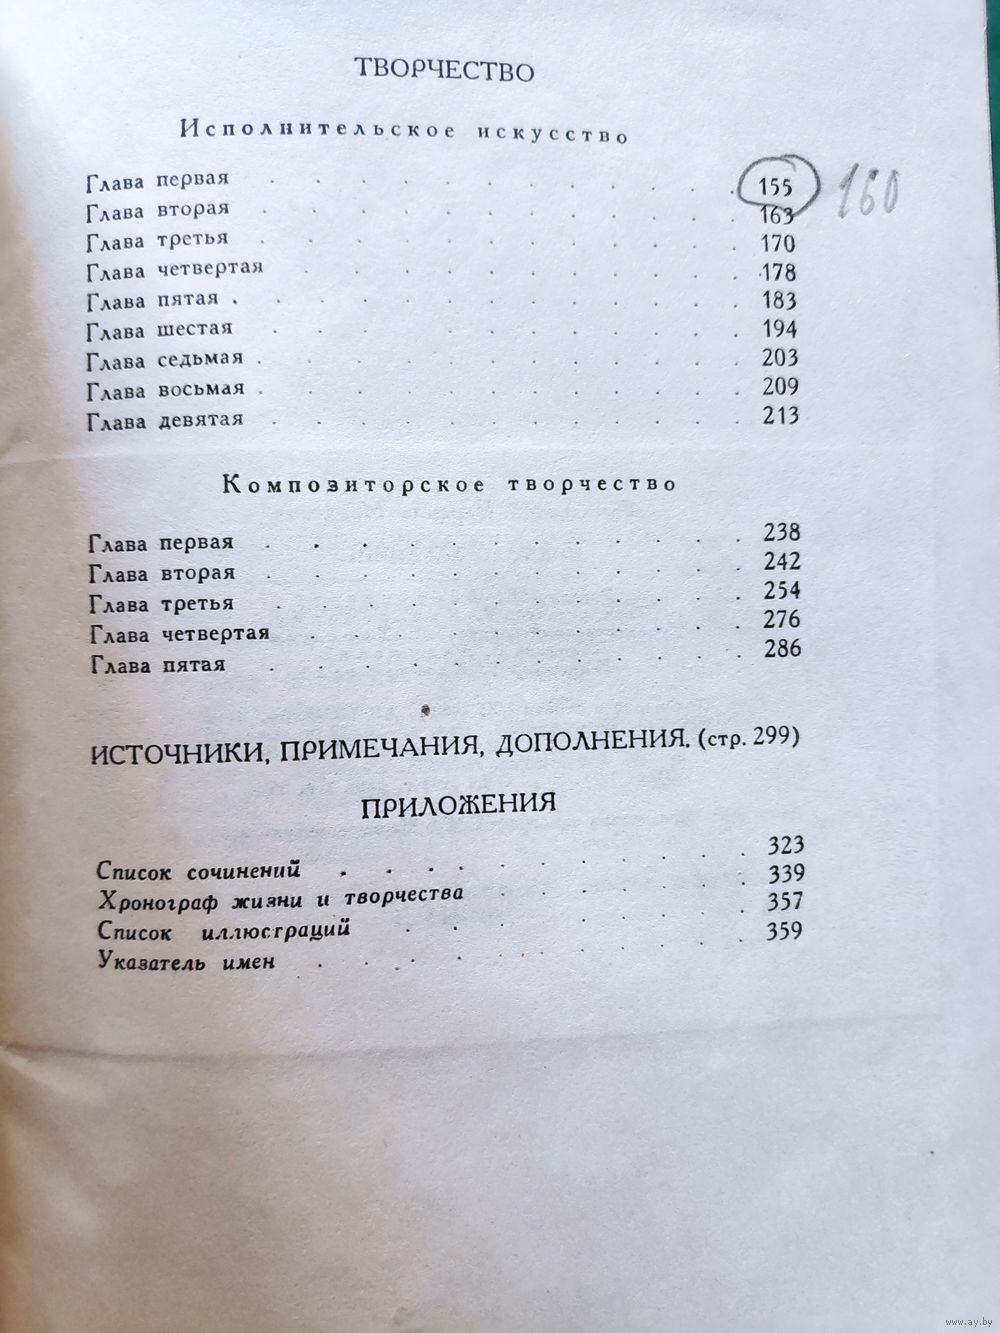 ТВОРЧЕСТВО
Исполнительское искусство
Глава первая . . . . . . . . . . . 155 160
Глава вторая . . . . . . . . . . . 163
Глава третья . . . . . . . . . . . 170
Глава четвертая . . . . . . . . . . 178
Глава пятая . . . . . . . . . . . 183
Глава шестая . . . . . . . . . . . 194
Глава седьмая . . . . . . . . . . . 203
Глава восьмая . . . . . . . . . . . 209
Глава девятая . . . . . . . . . . . 213
Композиторское творчество
Глава первая . . . . . . . . . . . 238
Глава вторая . . . . . . . . . . . 242
Глава третья . . . . . . . . . . . 254
Глава четвертая . . . . . . . . . . 276
Глава пятая . . . . . . . . . . . 286
ИСТОЧНИКИ, ПРИМЕЧАНИЯ, ДОПОЛНЕНИЯ. (стр. 299)
ПРИЛОЖЕНИЯ
Список сочинений . . . . . . . . . 323
Хронограф жизни и творчества . . . . . 339
Список иллюстраций . . . . . . . . 357
Указатель имен . . . . . . . . . . 359
www.ay.by